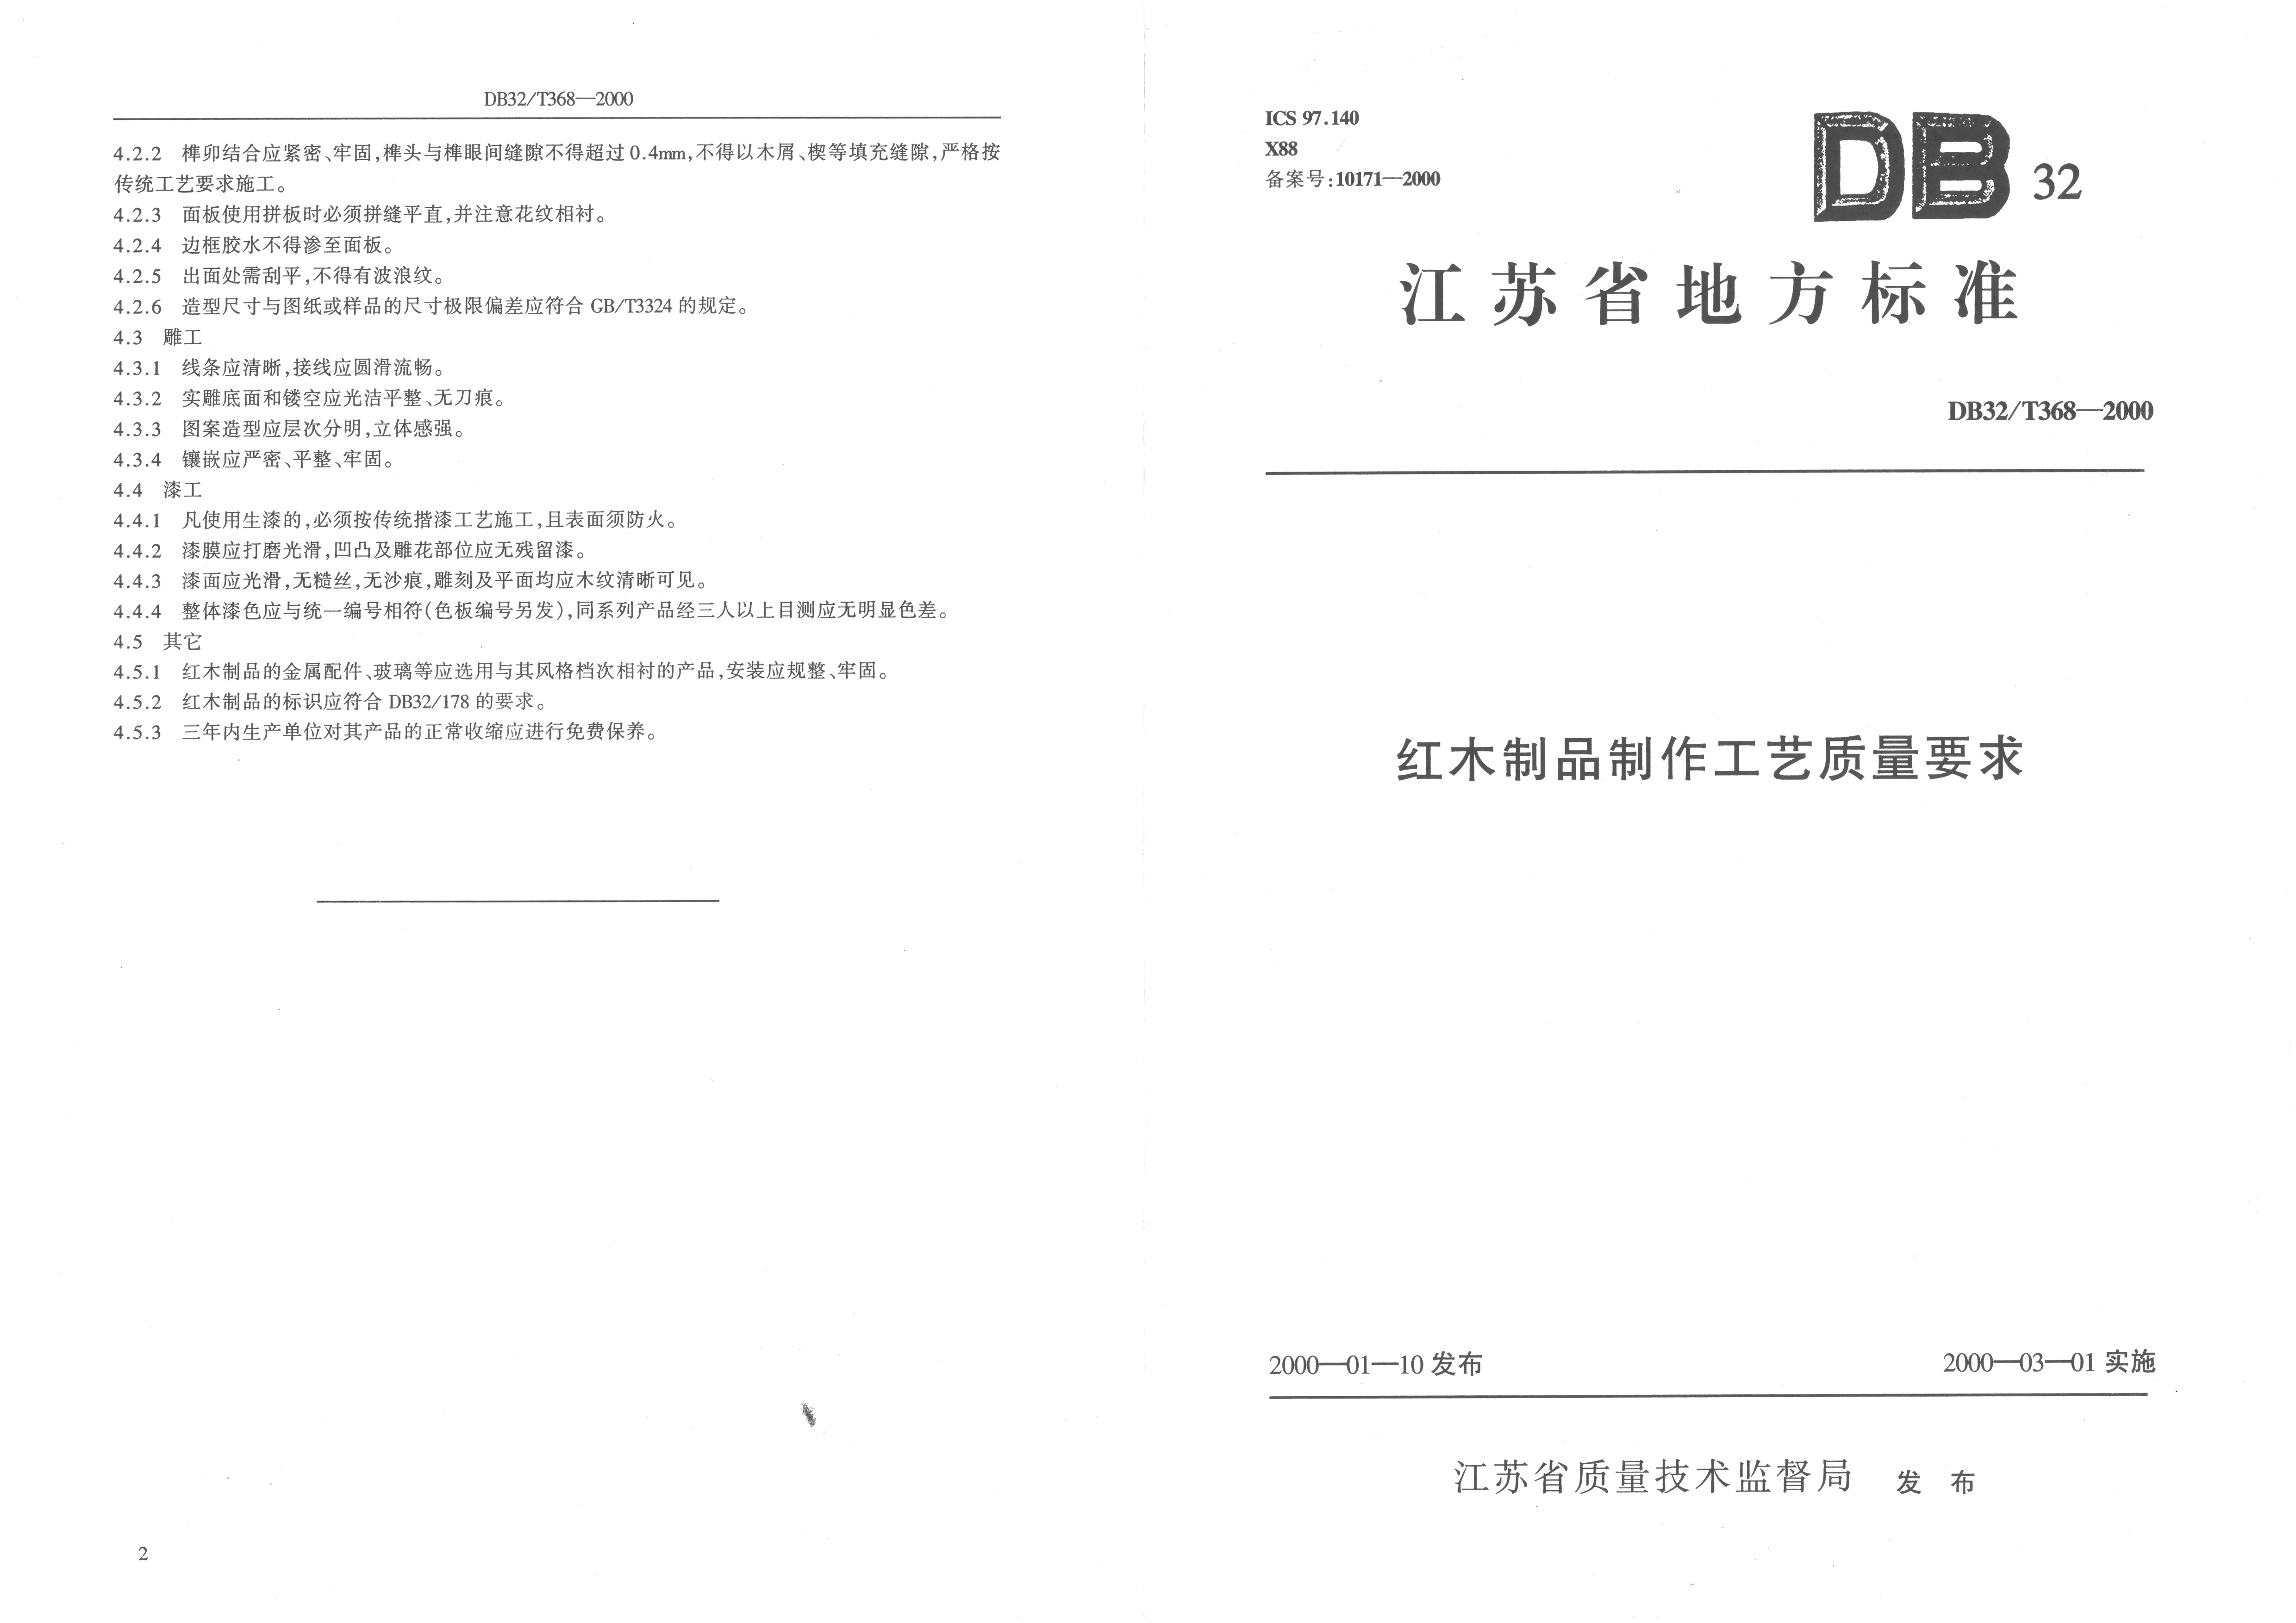 DB32/T368—2000
4.2.2 榫卯结合应紧密、牢固,榫头与榫眼间缝隙不得超过0.4mm,不得以木屑、楔等填充缝隙,严格按
传统工艺要求施工。
4.2.3 面板使用拼板时必须拼缝平直,并注意花纹相衬。
4.2.4 边框胶水不得渗至面板。
4.2.5 出面处需刮平,不得有波浪纹。
4.2.6 造型尺寸与图纸或样品的尺寸极限偏差应符合 GB/T3324 的规定。
4.3 雕工
4.3.1 线条应清晰,接线应圆滑流畅。
4.3.2 实雕底面和镂空应光洁平整、无刀痕。
4.3.3 图案造型应层次分明,立体感强。
4.3.4 镶嵌应严密、平整、牢固。
4.4 漆工
4.4.1 凡使用生漆的,必须按传统揩漆工艺施工,且表面须防火。
4.4.2 漆膜应打磨光滑,凹凸及雕花部位应无残留漆。
4.4.3 漆面应光滑,无糙丝,无沙痕,雕刻及平面均应木纹清晰可见。
4.4.4 整体漆色应与统一编号相符(色板编号另发),同系列产品经三人以上目测应无明显色差。
4.5 其它
4.5.1 红木制品的金属配件、玻璃等应选用与其风格档次相衬的产品,安装应规整、牢固。
4.5.2 红木制品的标识应符合 DB32/178 的要求。
4.5.3 三年内生产单位对其产品的正常收缩应进行免费保养。
2
ICS 97.140
X88
备案号:10171—2000
DB 32
江苏省地方标准
DB32/T368—2000
红木制品制作工艺质量要求
2000—01—10 发布
2000—03—01 实施
江苏省质量技术监督局 发 布